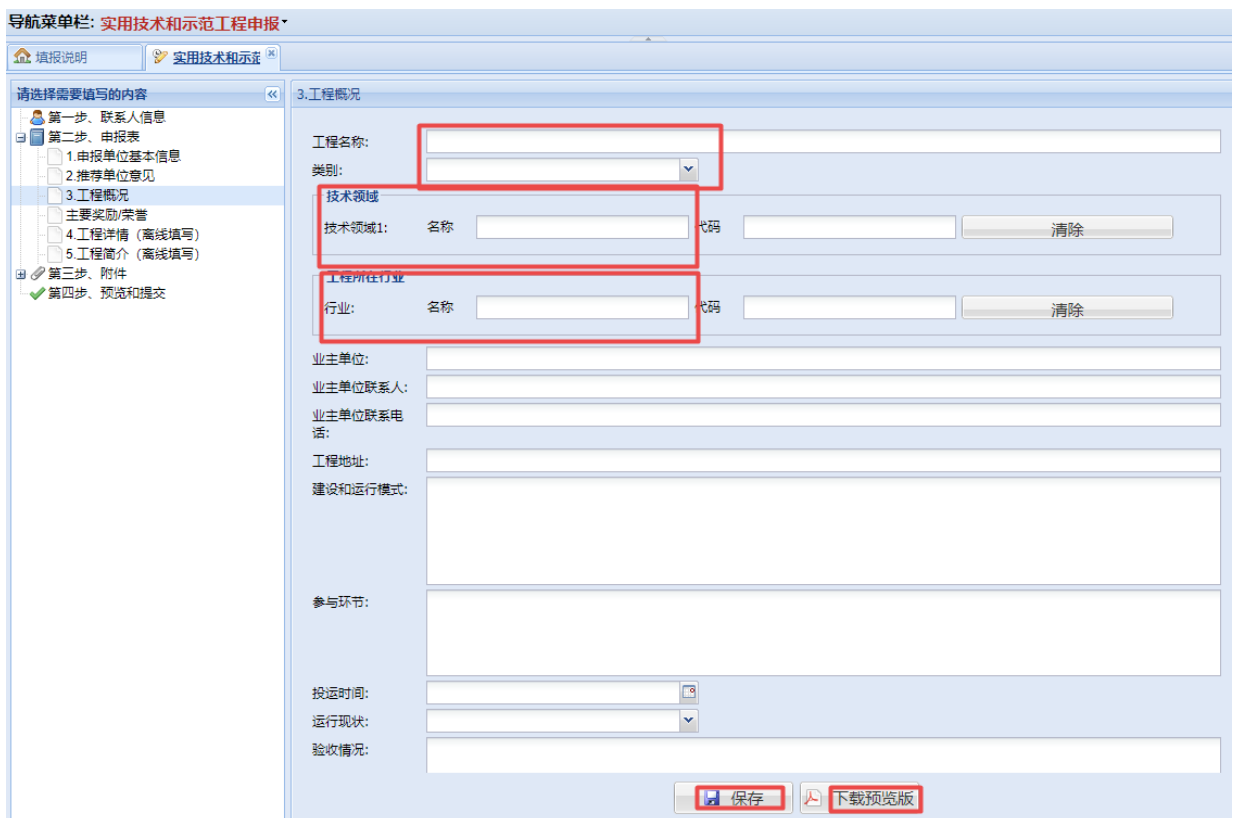 导航菜单栏: 实用技术和示范工程申报
填报说明
实用技术和示范
请选择需要填写的内容
第一步、联系人信息
第二步、申报表
1.申报单位基本信息
2.推荐单位意见
3.工程概况
主要奖励/荣誉
4.工程详情（离线填写）
5.工程简介（离线填写）
第三步、附件
第四步、预览和提交
3.工程概况
工程名称:
类别:
技术领域
技术领域1: 名称 代码 清除
工程所在行业
行业: 名称 代码 清除
业主单位:
业主单位联系人:
业主单位联系电
话:
工程地址:
建设和运行模式:
参与环节:
投运时间:
运行现状:
验收情况:
保存 下载预览版